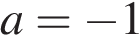 a = −1